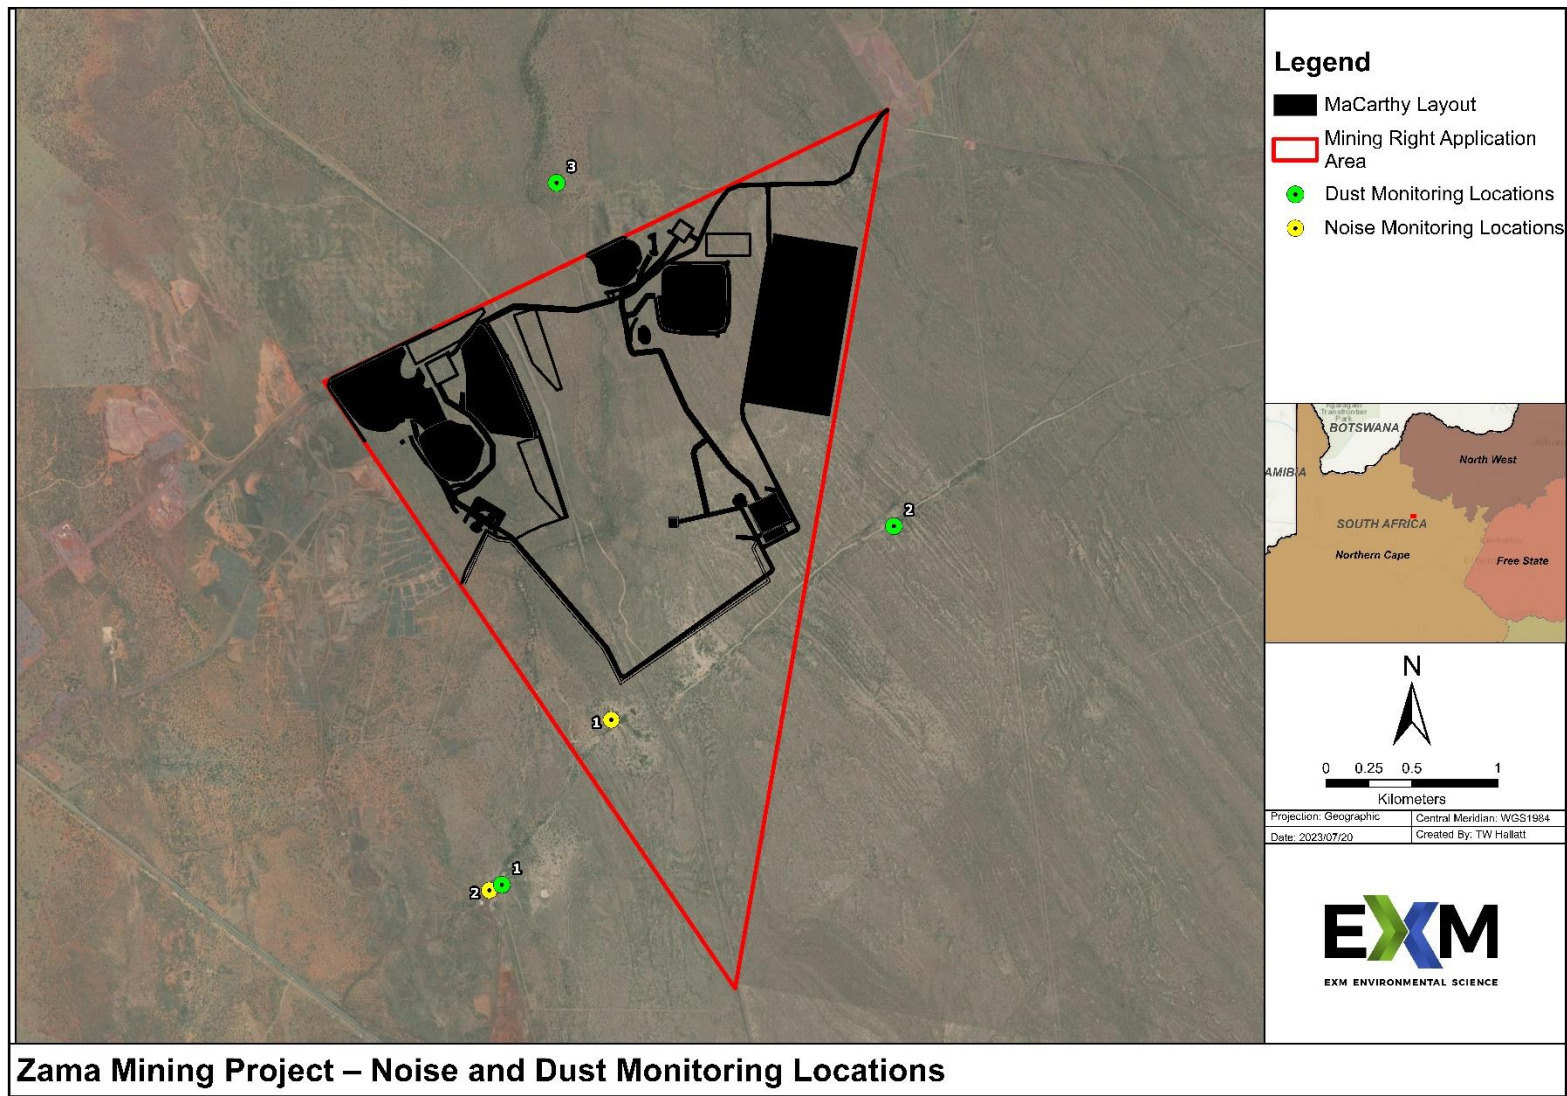 3
2
1
1
2
Legend
MaCarthy Layout
Mining Right Application
Area
Dust Monitoring Locations
Noise Monitoring Locations
BOTSWANA
North West
SOUTH AFRICA
Northern Cape
Free State
N
0 0.25 0.5 1
Kilometers
Projection: Geographic
Central Meridian: WGS1984
Date: 2023/07/20
Created By: TW Hallatt
EXM
EXM ENVIRONMENTAL SCIENCE
Zama Mining Project – Noise and Dust Monitoring Locations